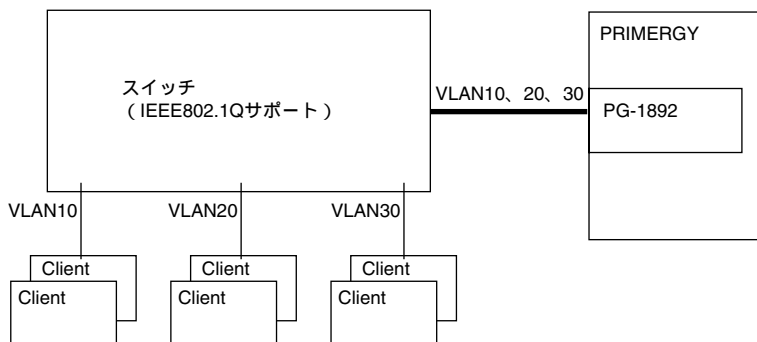 PRIMERGY
スイッチ
（IEEE802.1Qサポート）
VLAN10、20、30
PG-1892
VLAN10
VLAN20
VLAN30
Client
Client
Client
Client
Client
Client